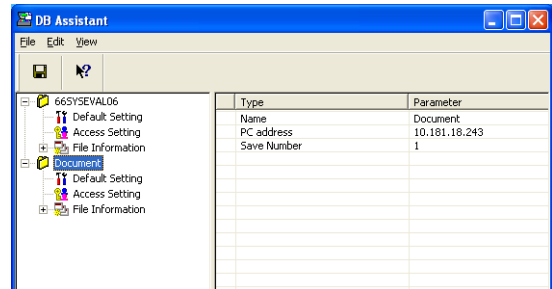 DB Assistant
File Edit View
66SYSEVAL06
Default Setting
Access Setting
File Information
Document
Default Setting
Access Setting
File Information
Type Parameter
Name Document
PC address 10.181.18.243
Save Number 1